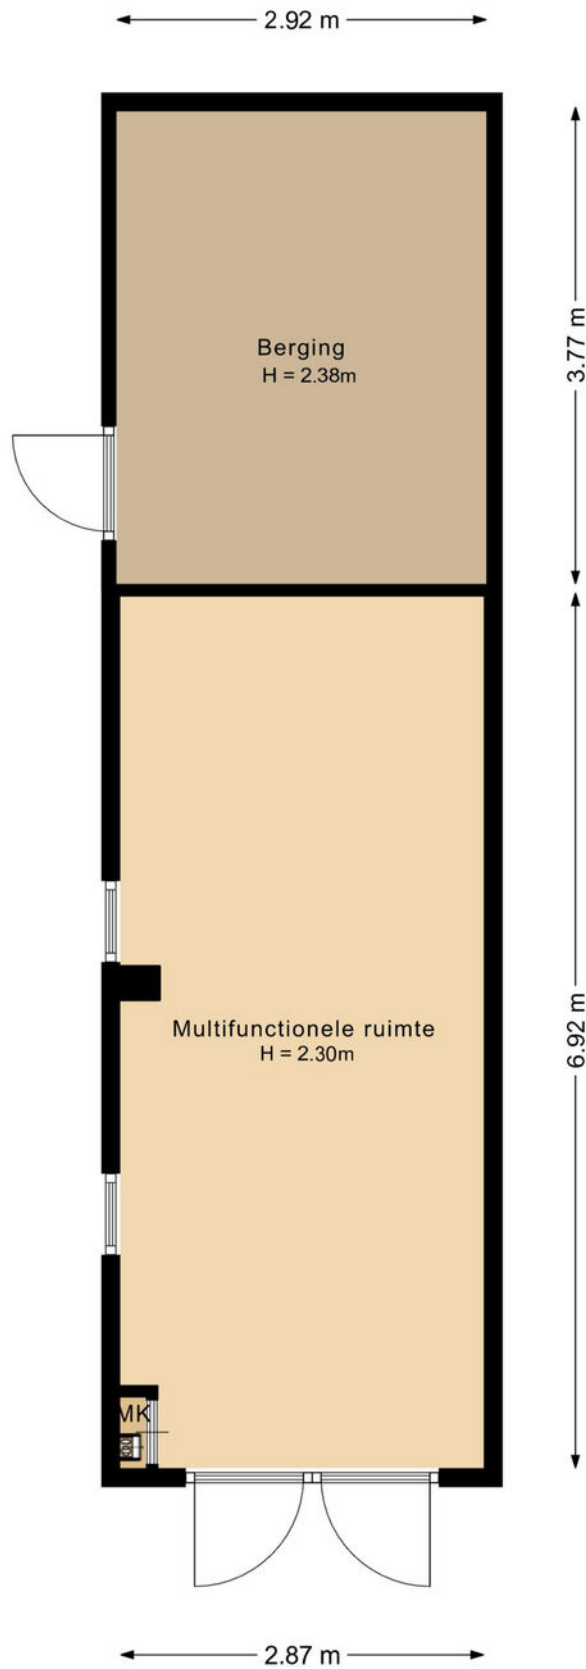 2.92 m
3.77 m
Berging
H = 2.38m
6.92 m
Multifunctionele ruimte
H = 2.30m
MK
2.87 m